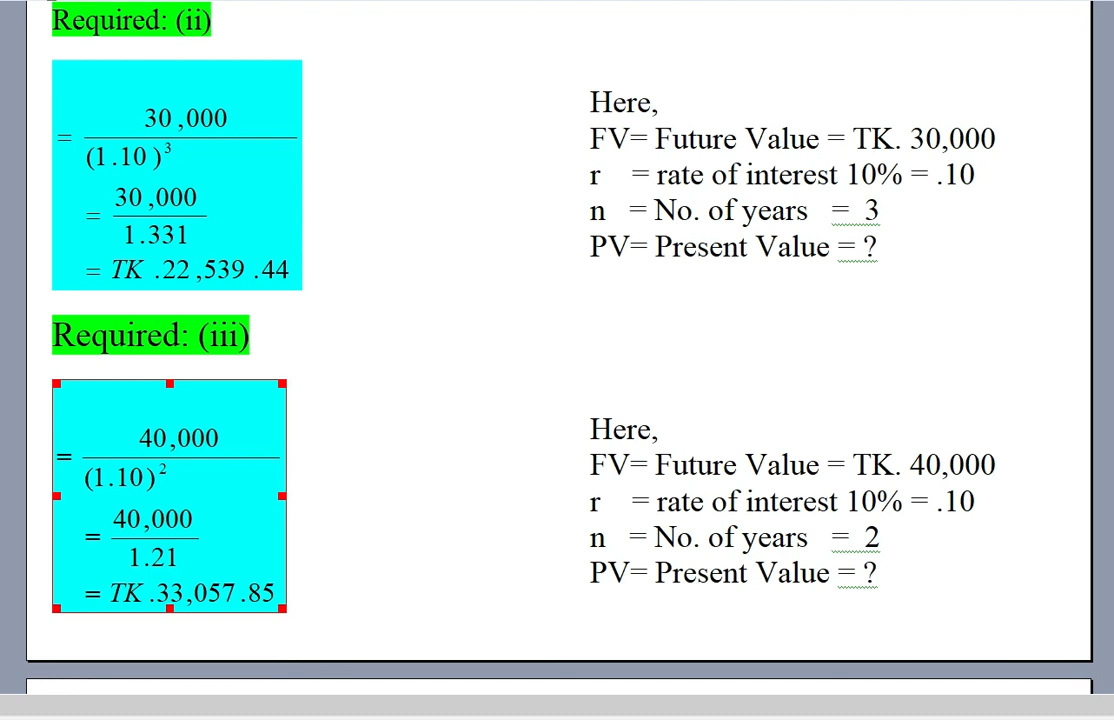 Required: (ii)
= 30,000
(1.10)³
Here,
FV= Future Value = TK. 30,000
r = rate of interest 10% = .10
n = No. of years = 3
PV= Present Value = ?
= 30,000
1.331
= TK.22,539.44
Required: (iii)
= 40,000
(1.10)²
= 40,000
1.21
= TK.33,057.85
Here,
FV= Future Value = TK. 40,000
r = rate of interest 10% = .10
n = No. of years = 2
PV= Present Value = ?